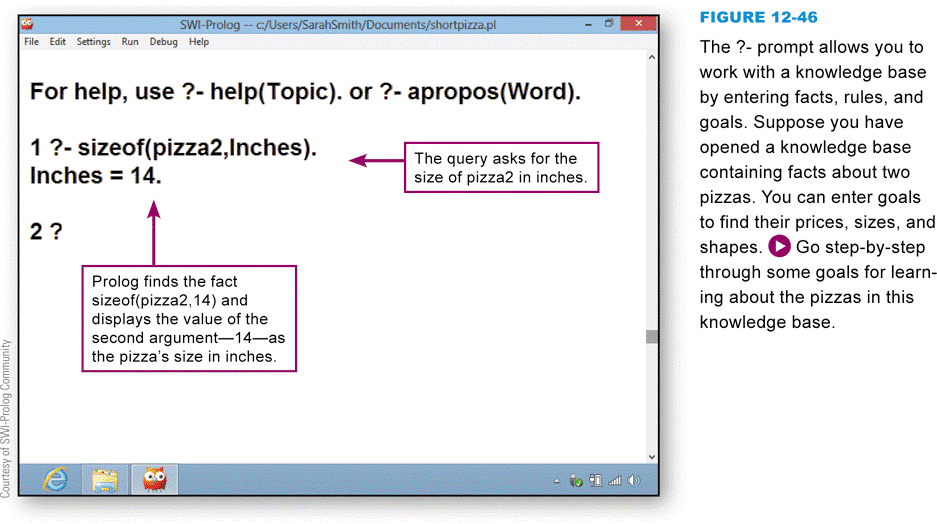 SWI-Prolog -- c:/Users/SarahSmith/Documents/shortpizza.pl
File Edit Settings Run Debug Help
For help, use ?- help(Topic). or ?- apropos(Word).
1 ?- sizeof(pizza2,Inches).
Inches = 14.
2 ?
The query asks for the
size of pizza2 in inches.
Prolog finds the fact
sizeof(pizza2,14) and
displays the value of the
second argument—14—as
the pizza's size in inches.
Courtesy of SWI-Prolog Community
FIGURE 12-46
The ?- prompt allows you to
work with a knowledge base
by entering facts, rules, and
goals. Suppose you have
opened a knowledge base
containing facts about two
pizzas. You can enter goals
to find their prices, sizes, and
shapes. Go step-by-step
through some goals for learn-
ing about the pizzas in this
knowledge base.